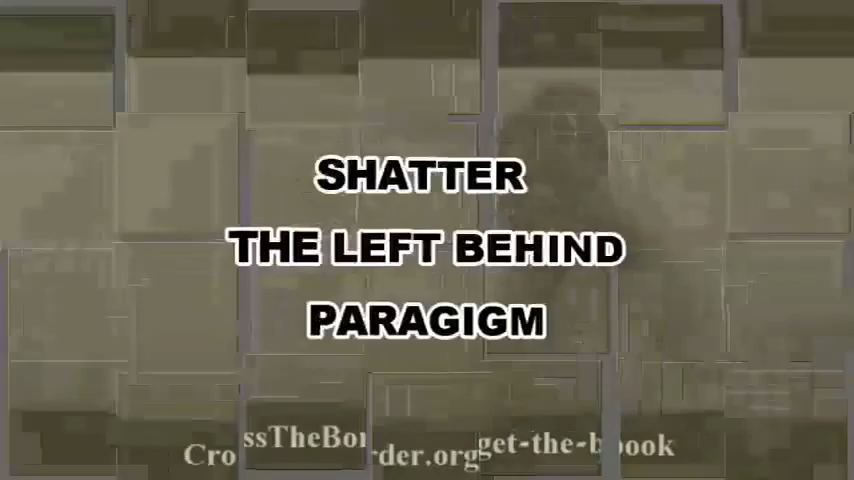 SHATTER
THE LEFT BEHIND
PARAGIGM
CrossTheBorder.org get-the-book